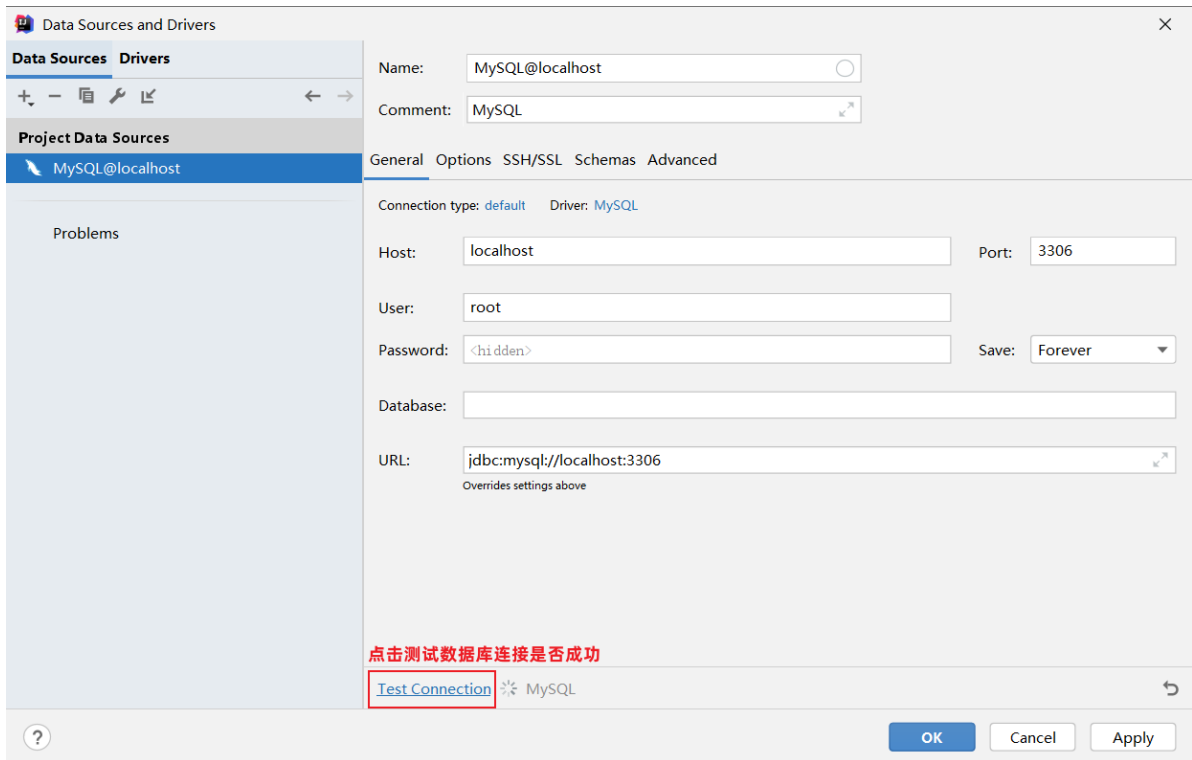 Data Sources and Drivers
Data Sources Drivers
Project Data Sources
MySQL@localhost
Problems
Name: MySQL@localhost
Comment: MySQL
General Options SSH/SSL Schemas Advanced
Connection type: default Driver: MySQL
Host: localhost Port: 3306
User: root
Password: <hidden> Save: Forever
Database:
URL: jdbc:mysql://localhost:3306
Overrides settings above
点击测试数据库连接是否成功
Test Connection MySQL
? OK Cancel Apply